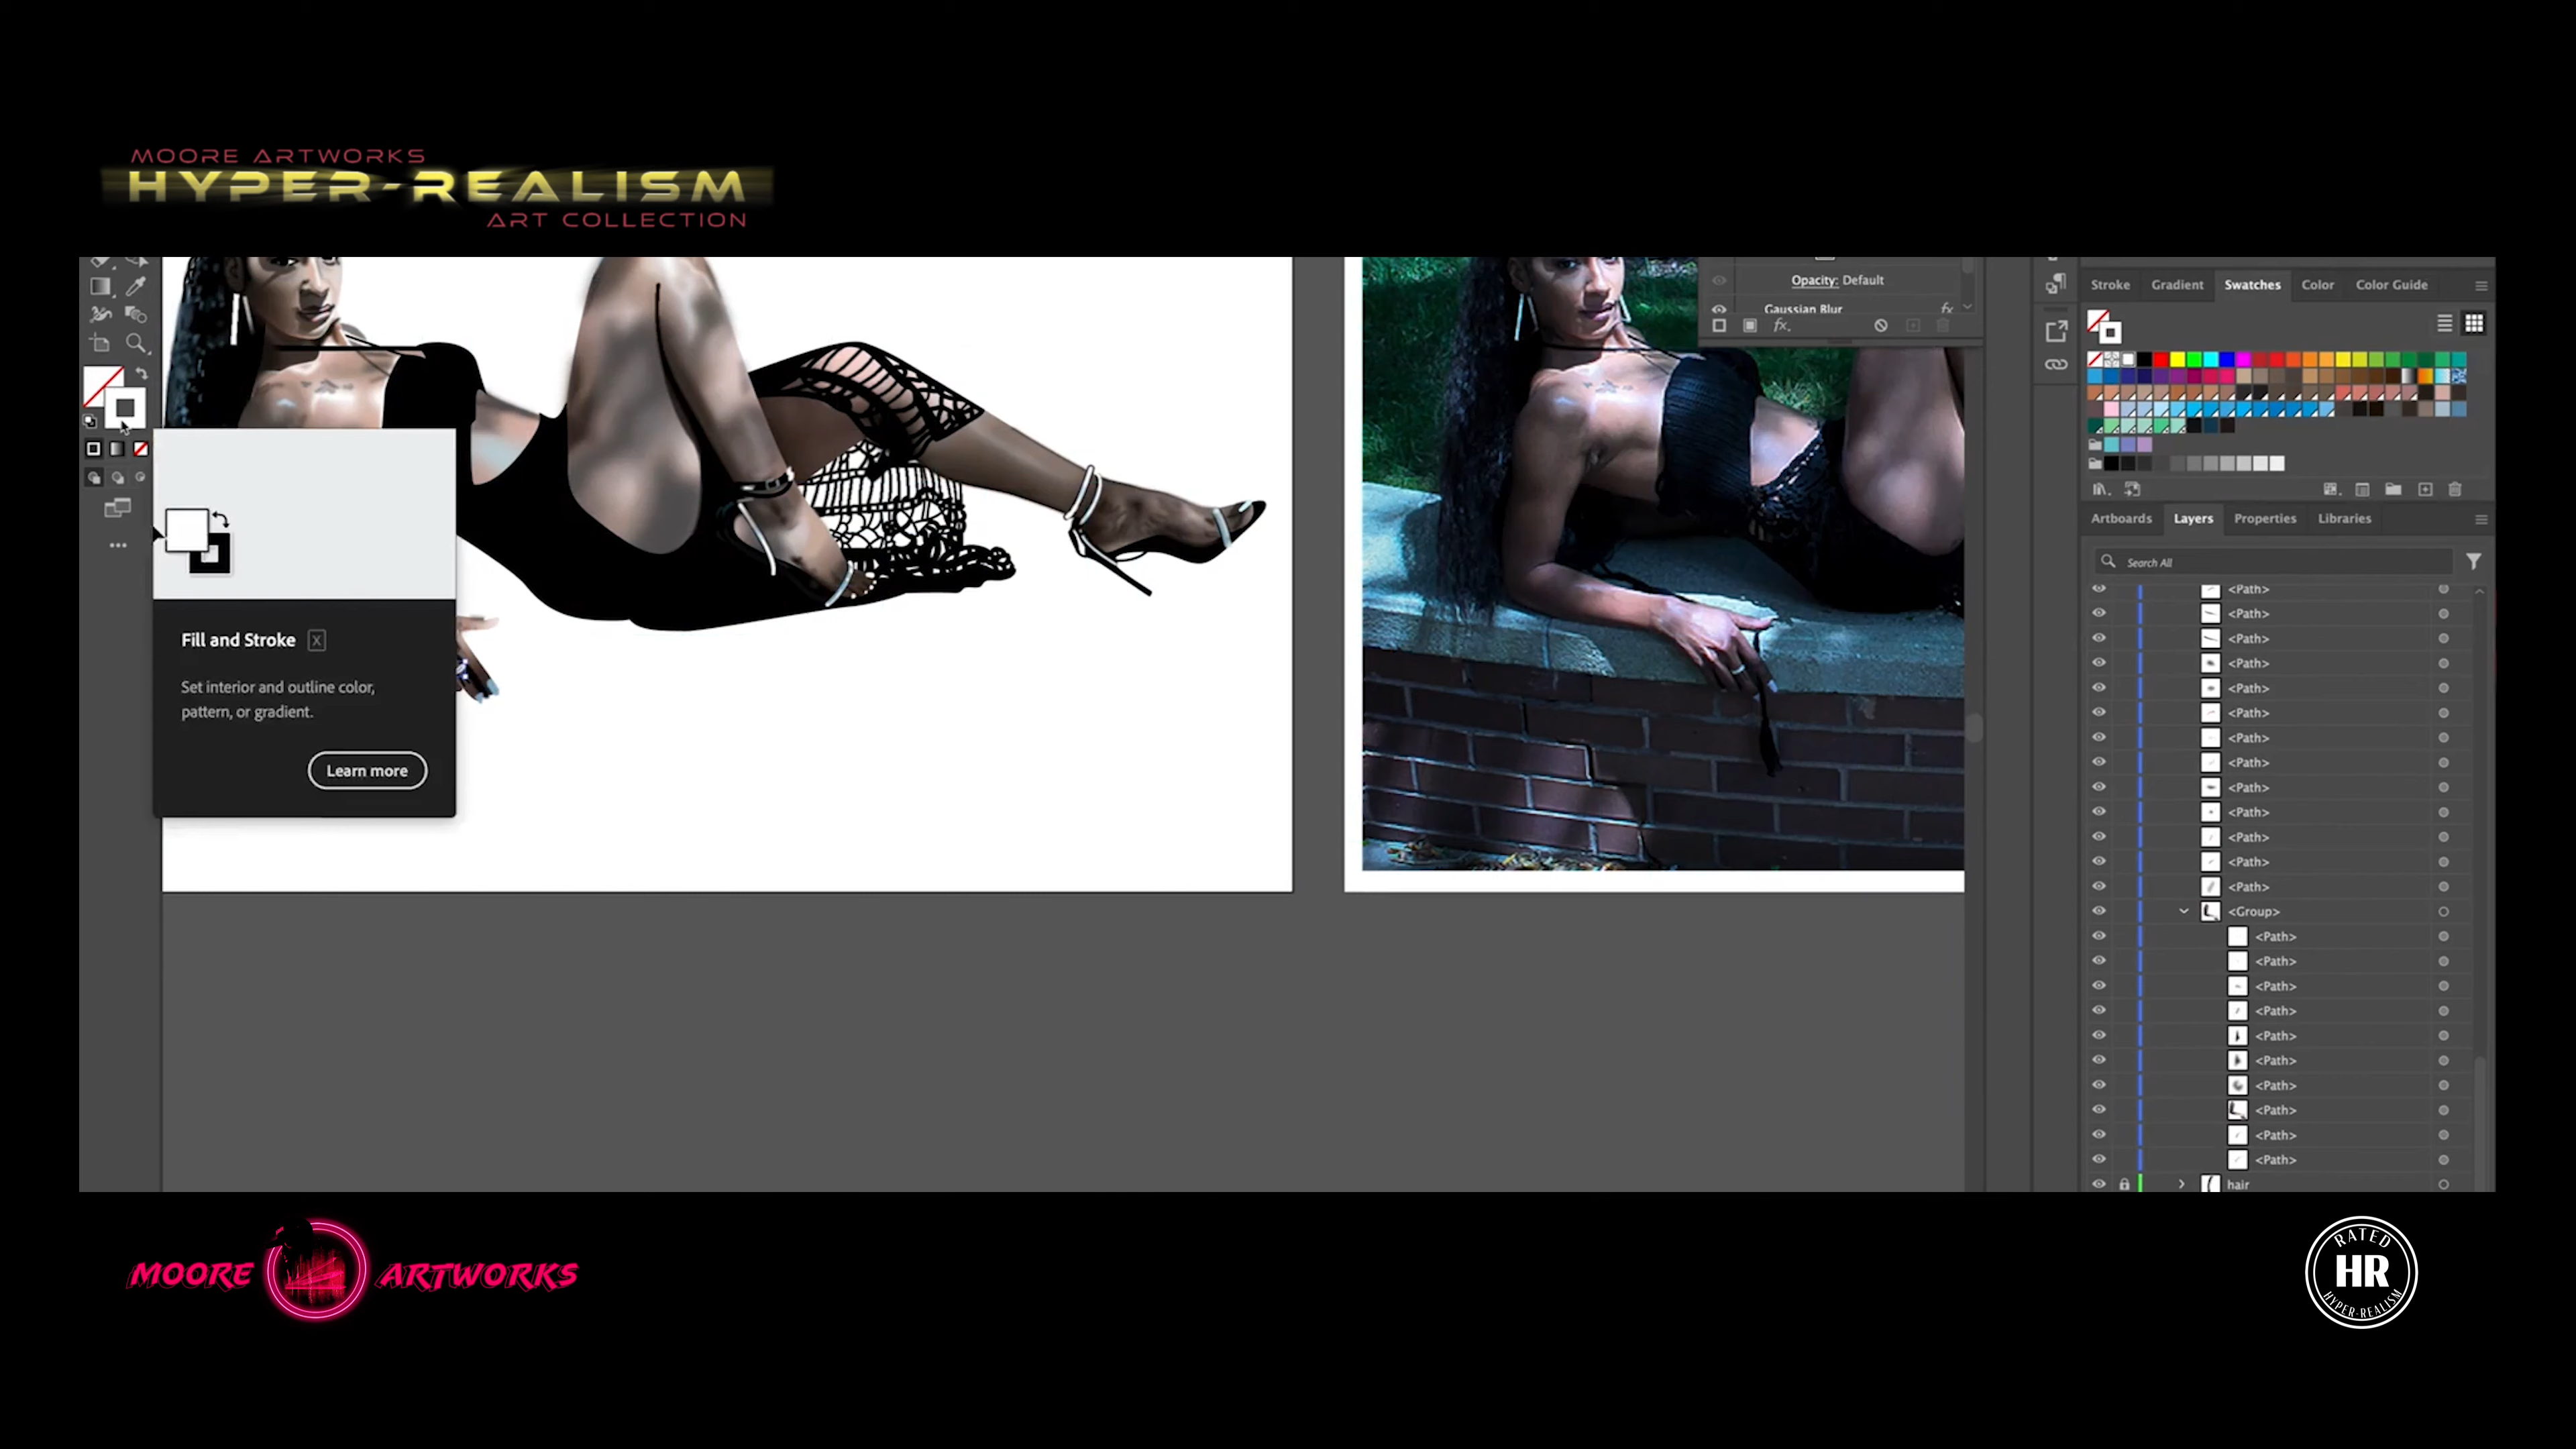 MOORE ARTWORKS
HYPER-REALISM
ART COLLECTION
Opacity: Default
Gaussian Blur
fx
fx.
Stroke
Gradient
Swatches
Color
Color Guide
Artboards
Layers
Properties
Libraries
Search All
<Path>
<Path>
<Path>
<Path>
<Path>
<Path>
<Path>
<Path>
<Path>
<Path>
<Path>
<Path>
<Path>
<Group>
<Path>
<Path>
<Path>
<Path>
<Path>
<Path>
<Path>
<Path>
<Path>
<Path>
hair
Fill and Stroke X
Set interior and outline color,
pattern, or gradient.
Learn more
MOORE ARTWORKS
RATED
HR
HYPER-REALISM